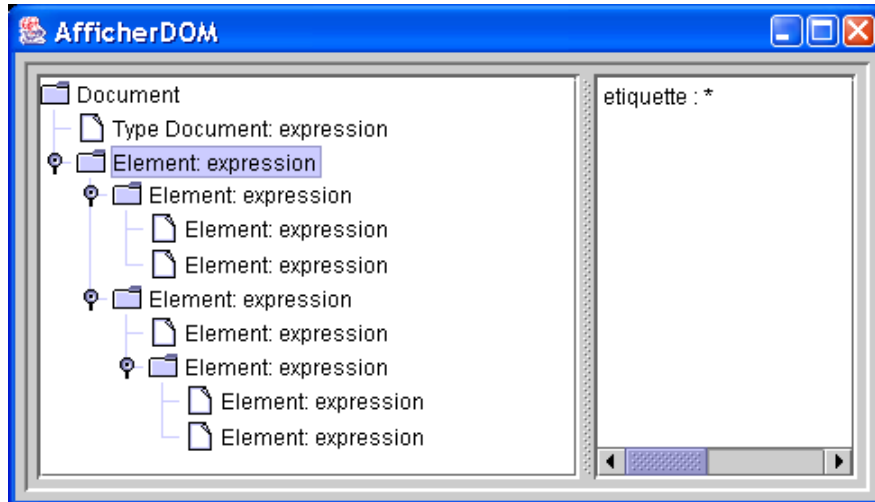 AfficherDOM
Document
Type Document: expression
Element: expression
Element: expression
Element: expression
Element: expression
Element: expression
Element: expression
Element: expression
Element: expression
Element: expression
etiquette : *